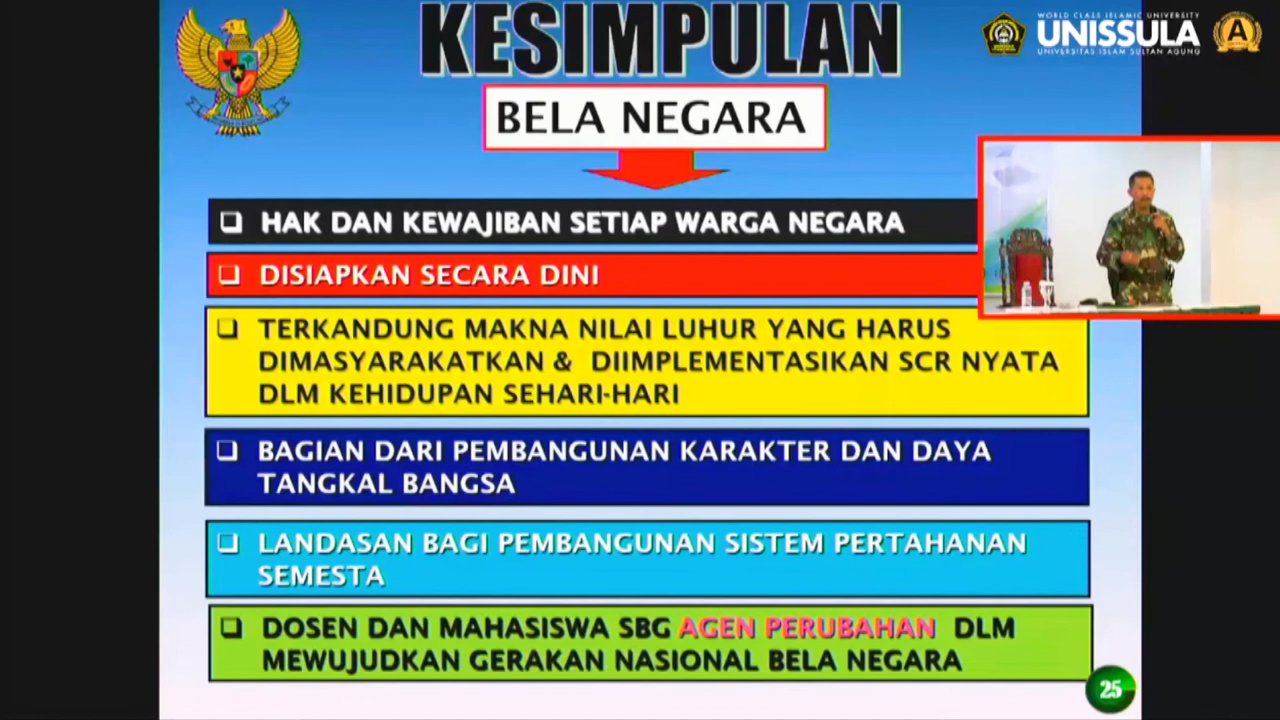 KESIMPULAN
WORLD CLASS ISLAMIC UNIVERSITY
UNISSULA
UNIVERSITAS ISLAM SULTAN AGUNG
A
BELA NEGARA
❑ HAK DAN KEWAJIBAN SETIAP WARGA NEGARA
❑ DISIAPKAN SECARA DINI
❑ TERKANDUNG MAKNA NILAI LUHUR YANG HARUS
DIMASYARAKATKAN & DIIMPLEMENTASIKAN SCR NYATA
DLM KEHIDUPAN SEHARI-HARI
❑ BAGIAN DARI PEMBANGUNAN KARAKTER DAN DAYA
TANGKAL BANGSA
❑ LANDASAN BAGI PEMBANGUNAN SISTEM PERTAHANAN
SEMESTA
❑ DOSEN DAN MAHASISWA SBG AGEN PERUBAHAN DLM
MEWUJUDKAN GERAKAN NASIONAL BELA NEGARA
25